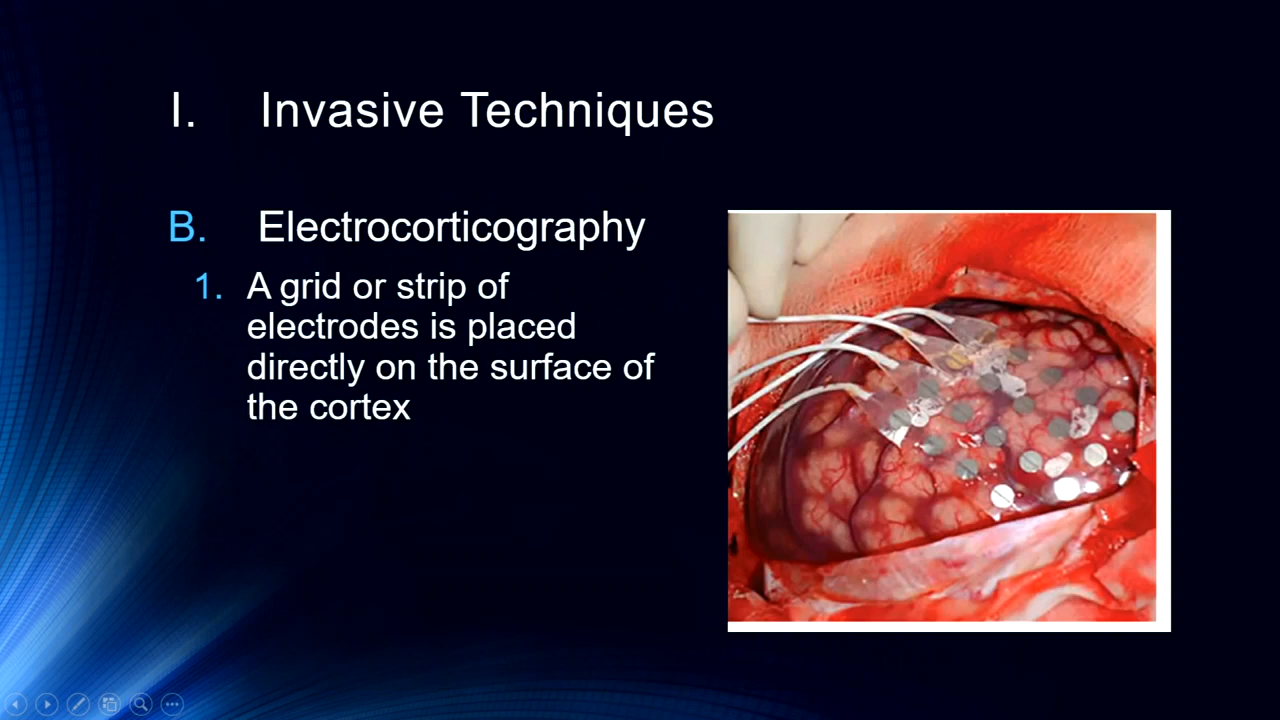 I. Invasive Techniques
B. Electrocorticography
1. A grid or strip of
electrodes is placed
directly on the surface of
the cortex